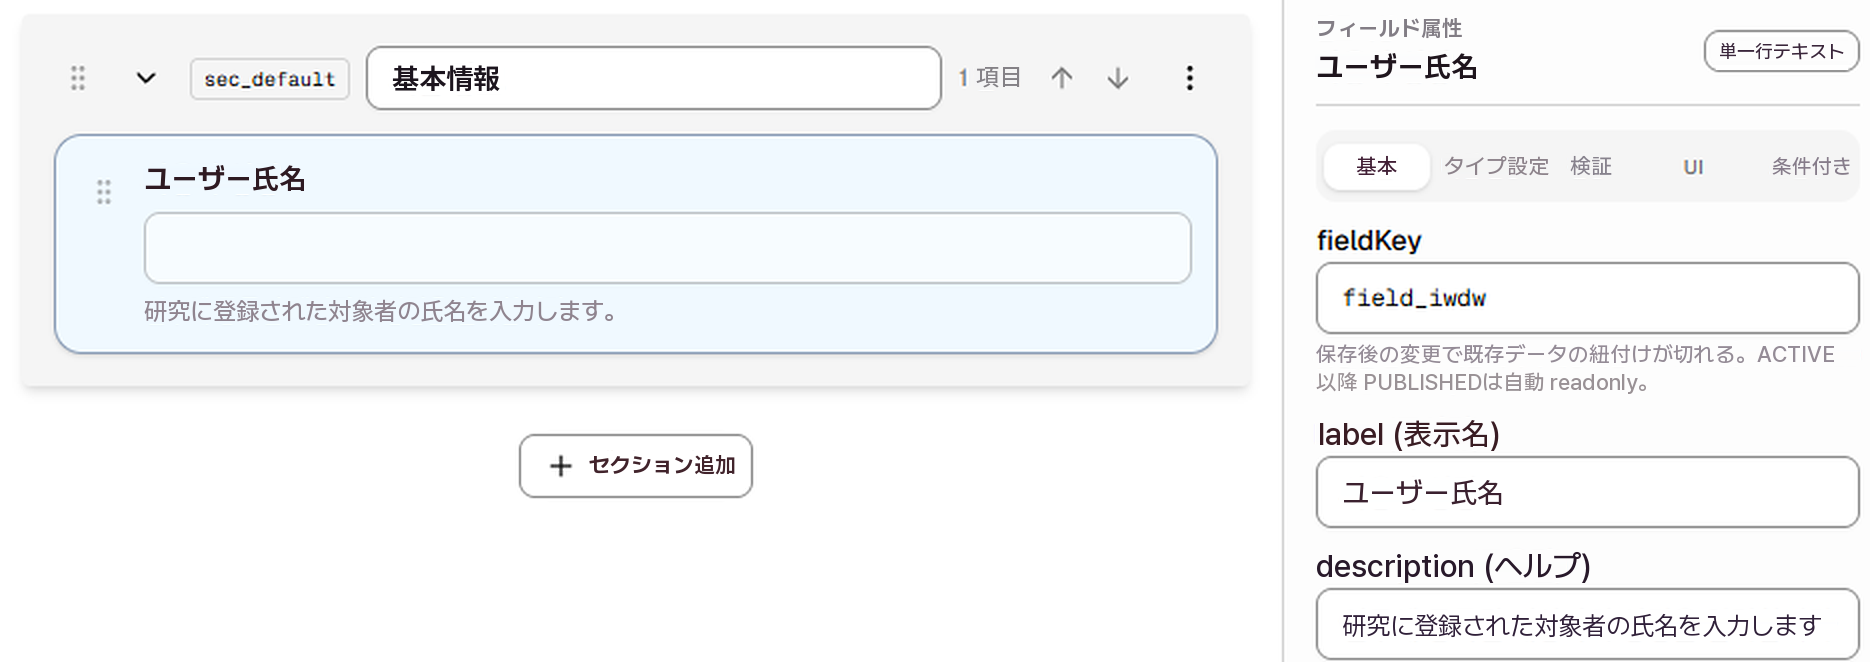 sec_default
基本情報
1 項目
ユーザー氏名
研究に登録された対象者の氏名を入力します。
セクション追加
フィールド属性
ユーザー氏名
単一行テキスト
基本 タイプ設定 検証 UI 条件付き
fieldKey
field_iwdw
保存後の変更で既存データの紐付けが切れる。ACTIVE
以降 PUBLISHEDは自動 readonly。
label (表示名)
ユーザー氏名
description (ヘルプ)
研究に登録された対象者の氏名を入力します